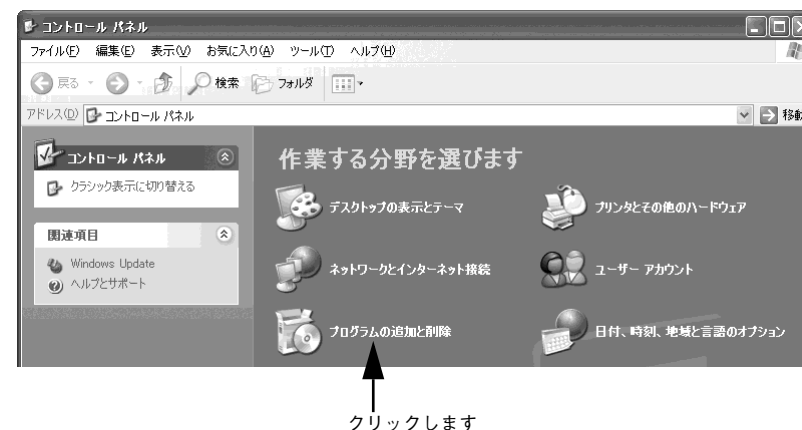 コントロール パネル
ファイル(F) 編集(E) 表示(V) お気に入り(A) ツール(T) ヘルプ(H)
戻る 検索 フォルダ
アドレス(D) コントロール パネル 移動
コントロール パネル
クラシック表示に切り替える
関連項目
Windows Update
ヘルプとサポート
作業する分野を選びます
デスクトップの表示とテーマ
プリンタとその他のハードウェア
ネットワークとインターネット接続
ユーザー アカウント
プログラムの追加と削除
日付、時刻、地域と言語のオプション
クリックします